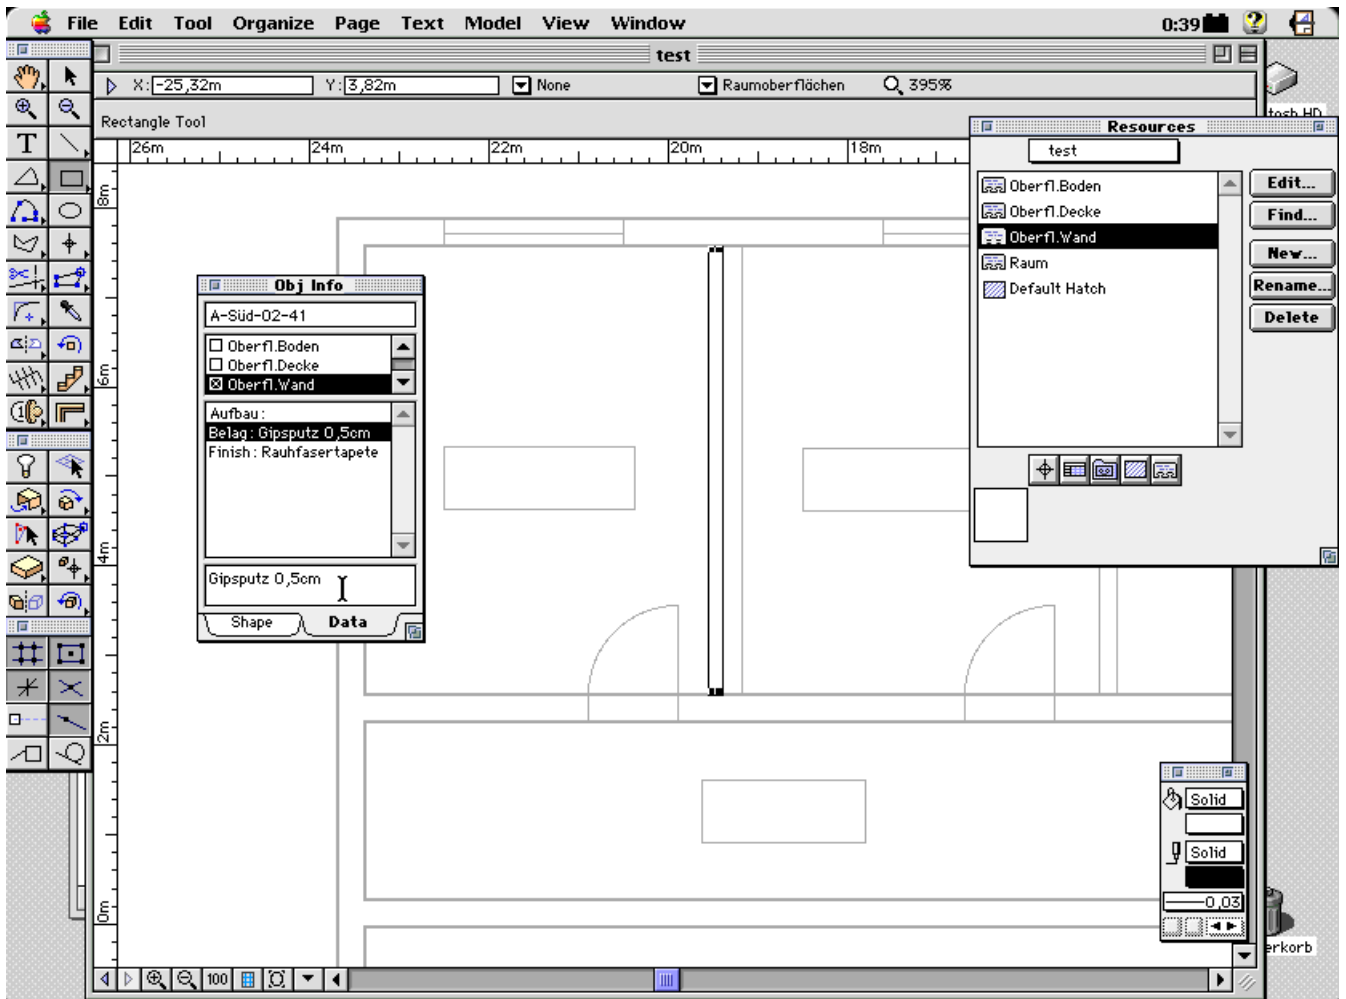 File Edit Tool Organize Page Text Model View Window 0:39
test
X: -25,32m Y: 3,82m None Raumoberflächen 395%
Rectangle Tool
26m 24m 22m 20m 18m
8m
6m
4m
2m
0m
Obj Info
A-Süd-02-41
Oberfl.Boden
Oberfl.Decke
Oberfl.Wand
Aufbau:
Belag: Gipsputz 0,5cm
Finish: Rauhfasertapete
Gipsputz 0,5cm
Shape Data
Resources
test
Oberfl.Boden
Oberfl.Decke
Oberfl.Wand
Raum
Default Hatch
Edit...
Find...
New...
Rename...
Delete
tosh HD
Solid
Solid
0,03
erkorb
100